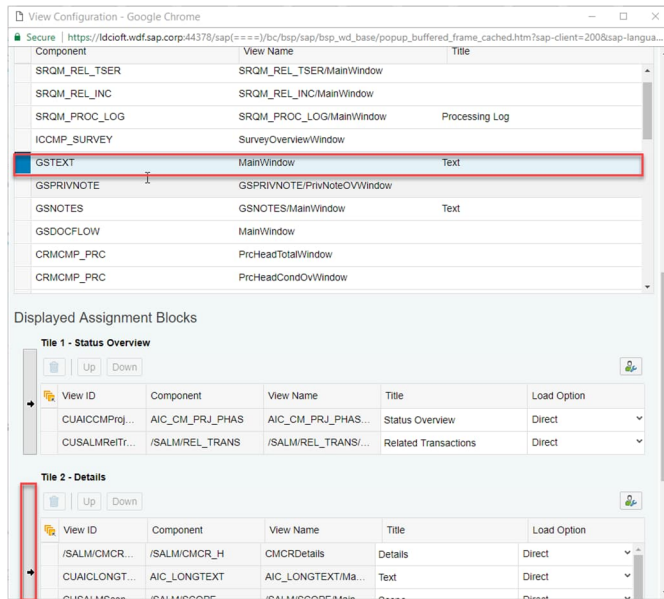 View Configuration - Google Chrome
Secure | https://ldcioft.wdf.sap.corp:44378/sap(====)/bc/bsp/sap/bsp_wd_base/popup_buffered_frame_cached.htm?sap-client=200&sap-langua...
Component View Name Title
SRQM_REL_TSER SRQM_REL_TSER/MainWindow
SRQM_REL_INC SRQM_REL_INC/MainWindow
SRQM_PROC_LOG SRQM_PROC_LOG/MainWindow Processing Log
ICCMP_SURVEY SurveyOverviewWindow
GSTEXT MainWindow Text
GSPRIVNOTE GSPRIVNOTE/PrivNoteOVWindow
GSNOTES GSNOTES/MainWindow Text
GSDOCFLOW MainWindow
CRMCMP_PRC PrcHeadTotalWindow
CRMCMP_PRC PrcHeadCondOvWindow
Displayed Assignment Blocks
Tile 1 - Status Overview
Up Down
View ID Component View Name Title Load Option
CUAICCMProj... AIC_CM_PRJ_PHAS AIC_CM_PRJ_PHAS... Status Overview Direct
CUSALMRelTr... /SALM/REL_TRANS /SALM/REL_TRANS/... Related Transactions Direct
Tile 2 - Details
Up Down
View ID Component View Name Title Load Option
/SALM/CMCR... /SALM/CMCR_H CMCRDetails Details Direct
CUAICLONGT... AIC_LONGTEXT AIC_LONGTEXT/Ma... Text Direct